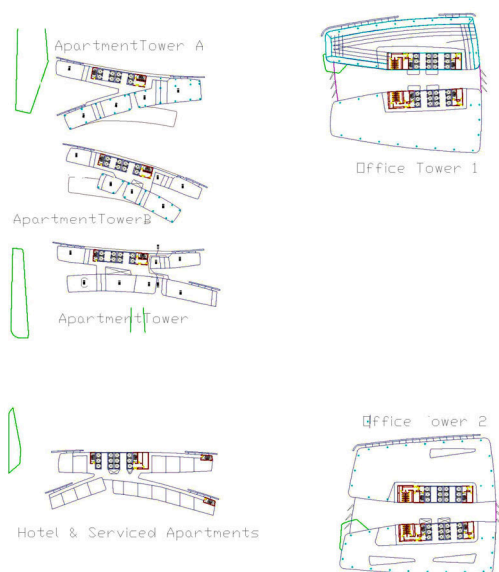 ApartmentTower A
Office Tower 1
ApartmentTowerB
ApartmentTower
Office Tower 2
Hotel & Serviced Apartments